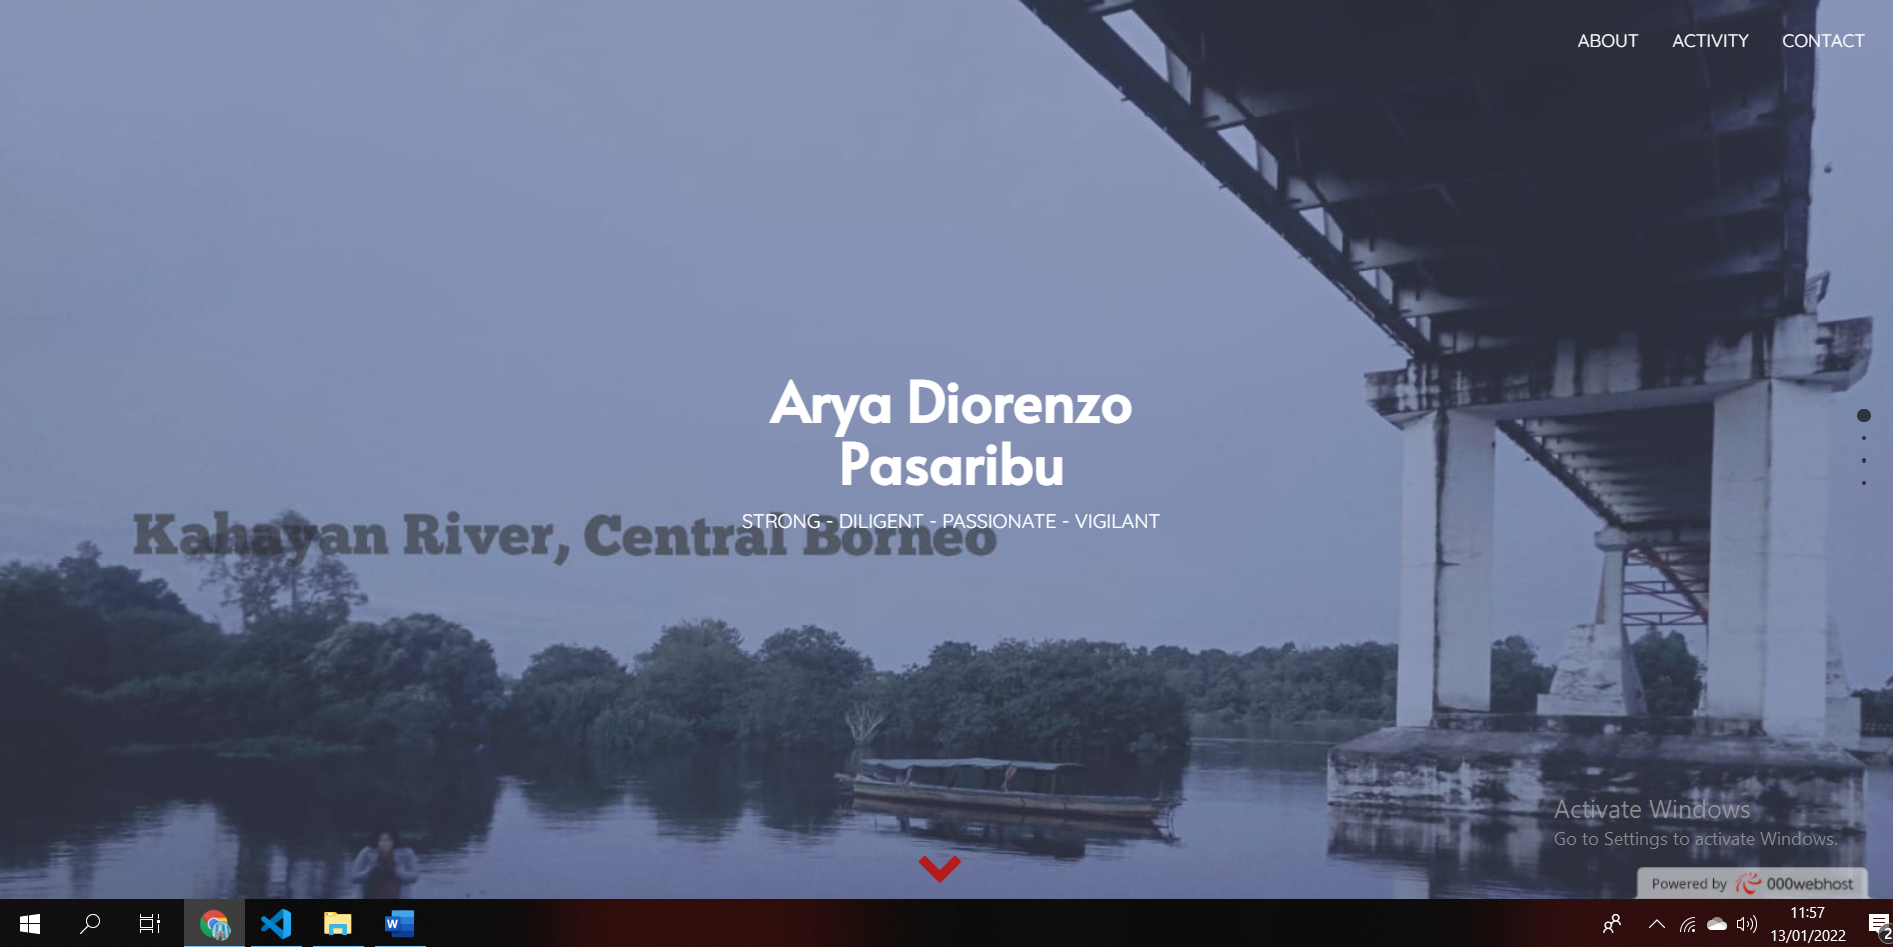 ABOUT ACTIVITY CONTACT
Arya Diorenzo
Pasaribu
STRONG - DILIGENT - PASSIONATE - VIGILANT
Kahayan River, Central Borneo
Activate Windows
Go to Settings to activate Windows.
Powered by 000webhost
W
11:57
13/01/2022
2